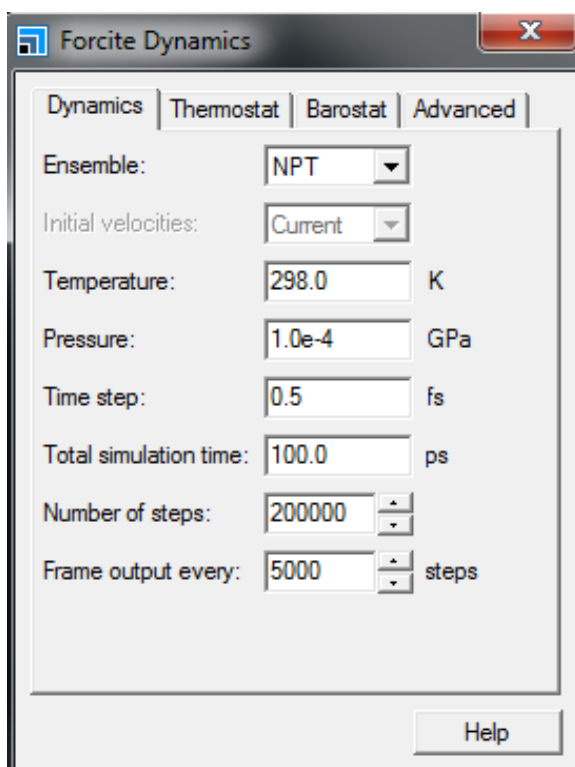 Forcite Dynamics
Dynamics Thermostat Barostat Advanced
Ensemble: NPT
Initial velocities: Current
Temperature: 298.0 K
Pressure: 1.0e-4 GPa
Time step: 0.5 fs
Total simulation time: 100.0 ps
Number of steps: 200000
Frame output every: 5000 steps
Help